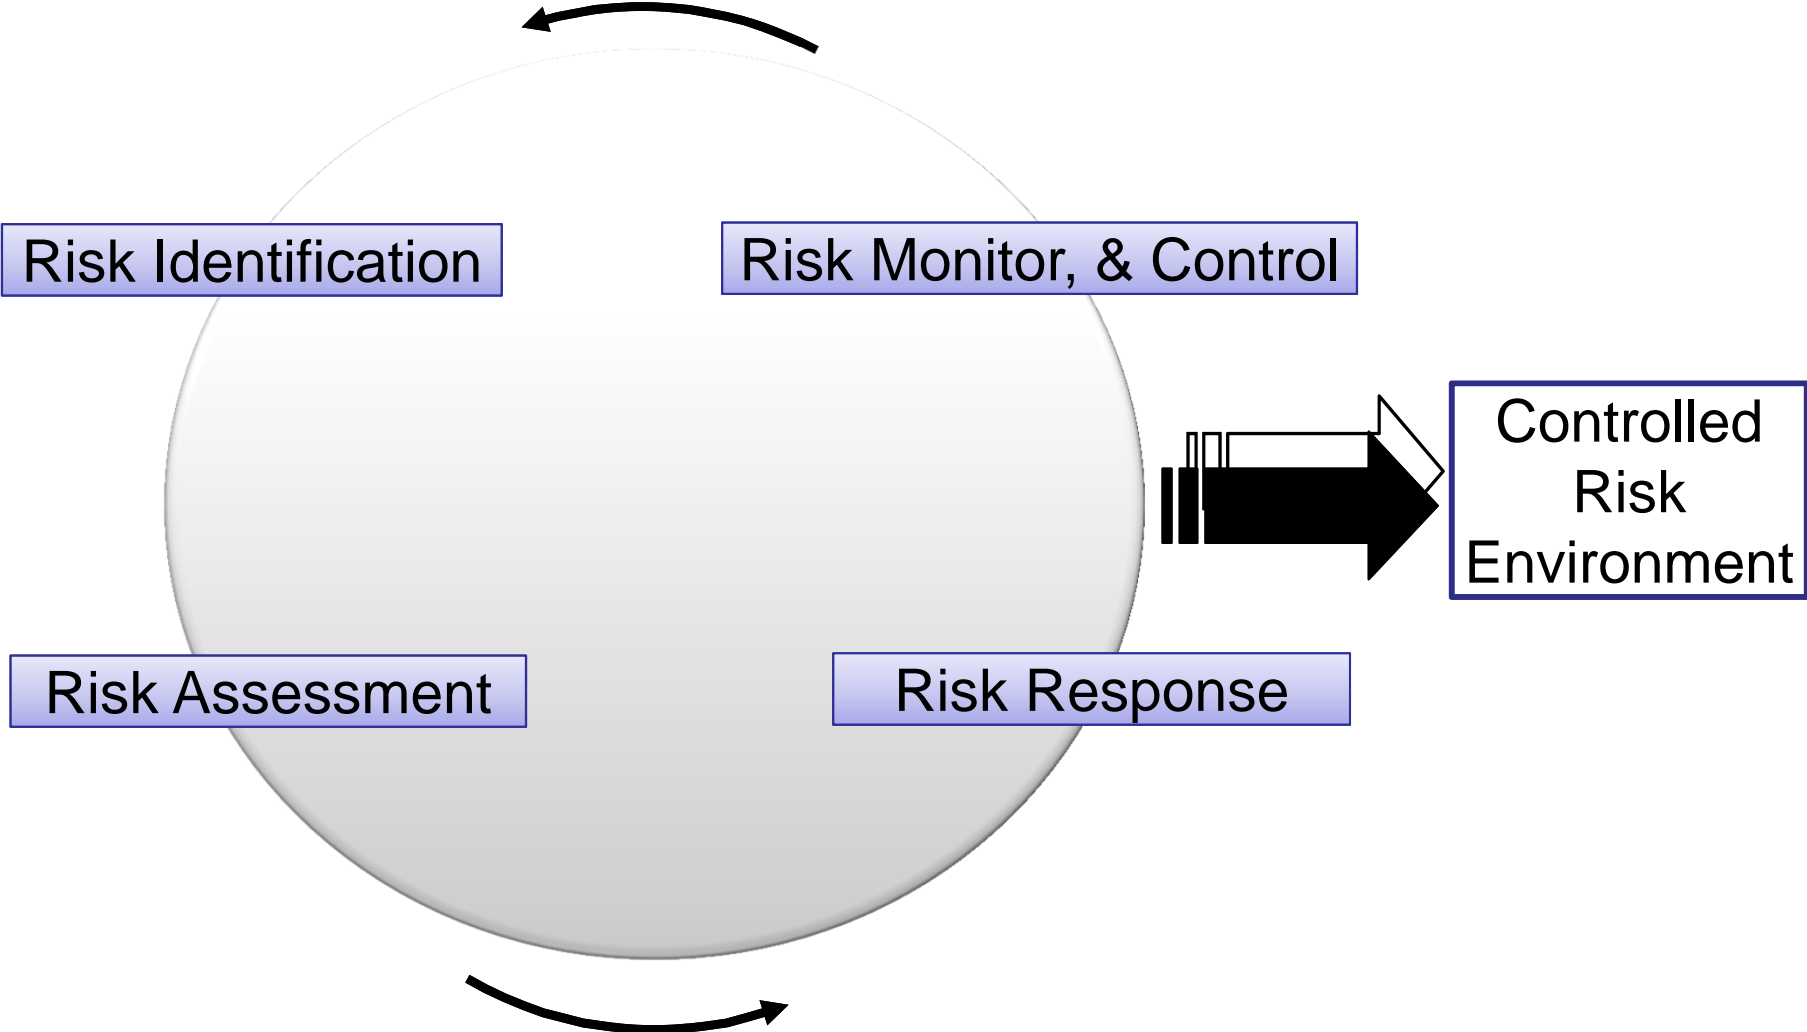 Risk Identification
Risk Monitor, & Control
Controlled
Risk
Environment
Risk Assessment
Risk Response